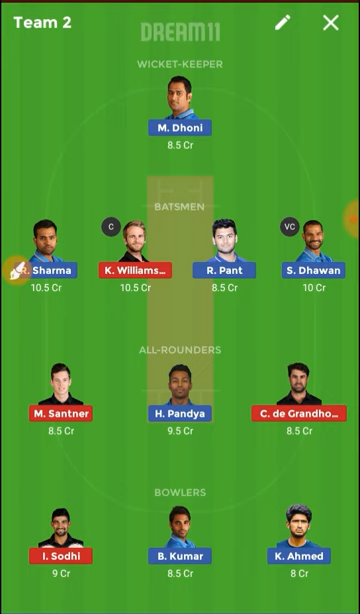 Team 2
DREAM11
WICKET-KEEPER
M. Dhoni
8.5 Cr
BATSMEN
C
VC
R. Sharma
K. Williams...
R. Pant
S. Dhawan
10.5 Cr
10.5 Cr
8.5 Cr
10 Cr
ALL-ROUNDERS
M. Santner
H. Pandya
C. de Grandho...
8.5 Cr
9.5 Cr
8.5 Cr
BOWLERS
I. Sodhi
B. Kumar
K. Ahmed
9 Cr
8.5 Cr
8 Cr